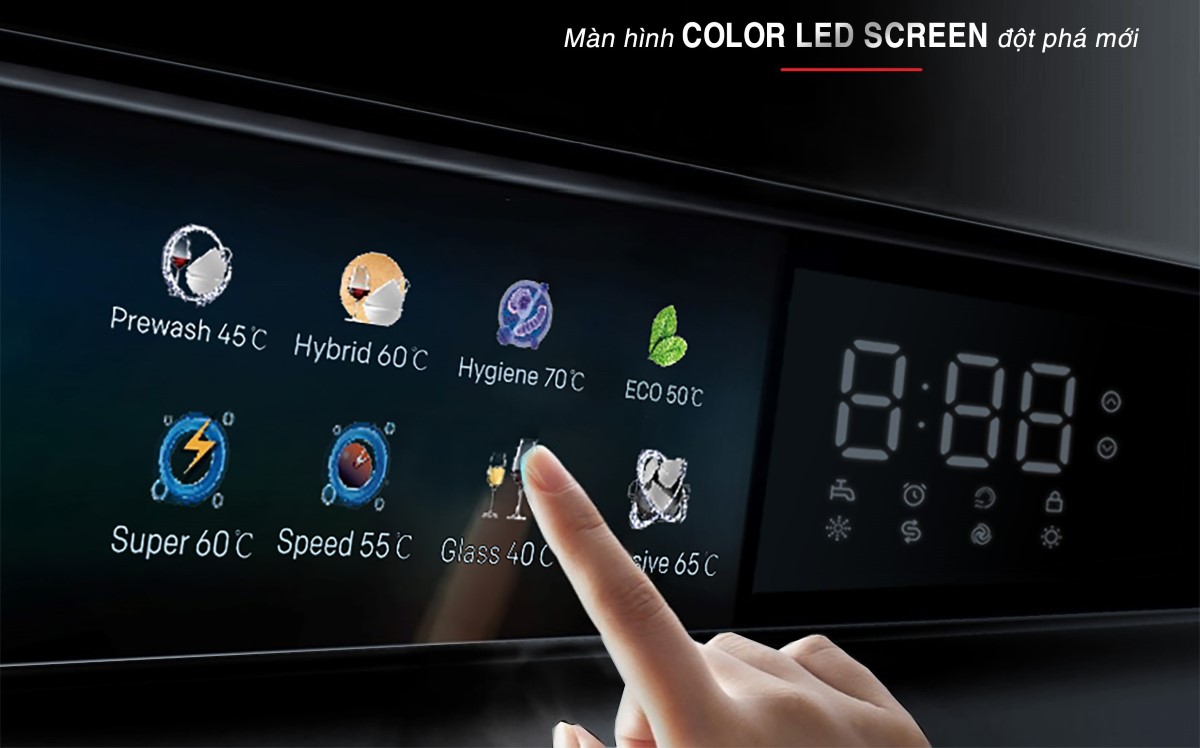 Màn hình COLOR LED SCREEN đột phá mới
Prewash 45℃
Hybrid 60℃
Hygiene 70℃
ECO 50℃
8:88
Super 60℃
Speed 55℃
Glass 40℃
65℃